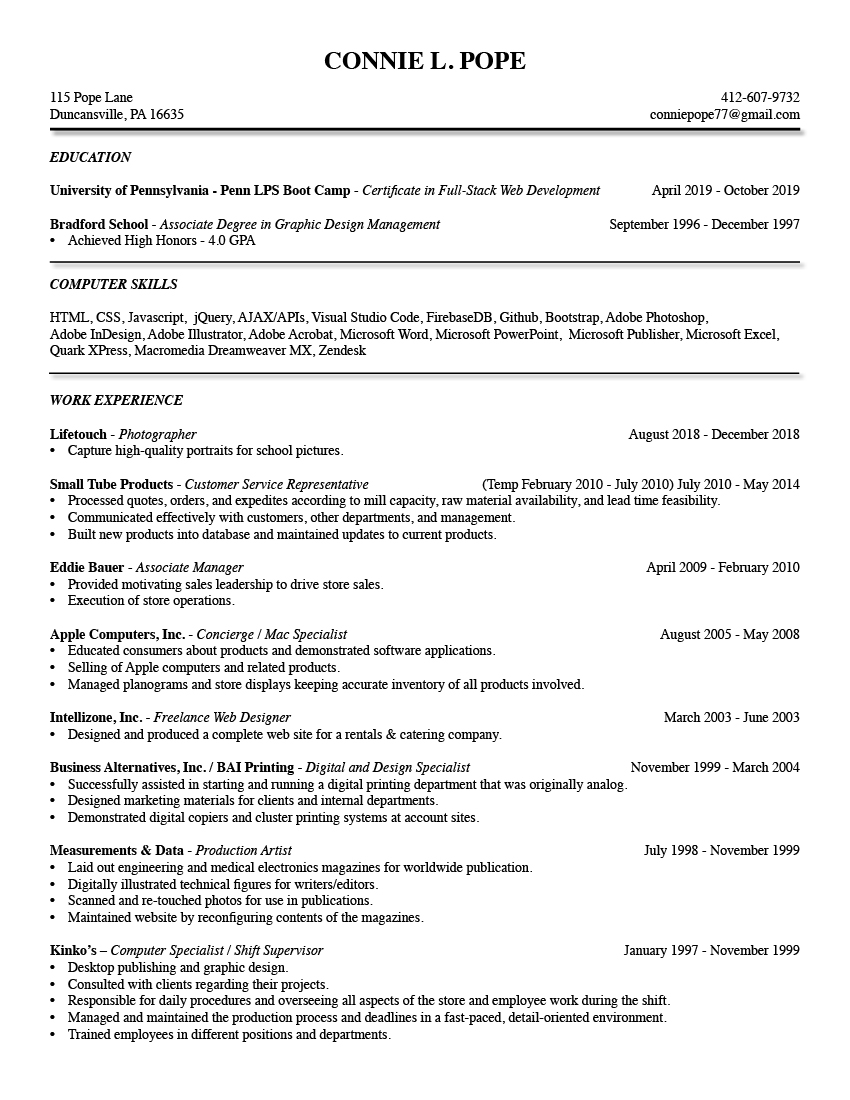 CONNIE L. POPE
115 Pope Lane 412-607-9732
Duncansville, PA 16635 conniepope77@gmail.com
EDUCATION
University of Pennsylvania - Penn LPS Boot Camp - Certificate in Full-Stack Web Development April 2019 - October 2019
Bradford School - Associate Degree in Graphic Design Management September 1996 - December 1997
• Achieved High Honors - 4.0 GPA
COMPUTER SKILLS
HTML, CSS, Javascript, jQuery, AJAX/APIs, Visual Studio Code, FirebaseDB, Github, Bootstrap, Adobe Photoshop,
Adobe InDesign, Adobe Illustrator, Adobe Acrobat, Microsoft Word, Microsoft PowerPoint, Microsoft Publisher, Microsoft Excel,
Quark XPress, Macromedia Dreamweaver MX, Zendesk
WORK EXPERIENCE
Lifetouch - Photographer August 2018 - December 2018
• Capture high-quality portraits for school pictures.
Small Tube Products - Customer Service Representative (Temp February 2010 - July 2010) July 2010 - May 2014
• Processed quotes, orders, and expedites according to mill capacity, raw material availability, and lead time feasibility.
• Communicated effectively with customers, other departments, and management.
• Built new products into database and maintained updates to current products.
Eddie Bauer - Associate Manager April 2009 - February 2010
• Provided motivating sales leadership to drive store sales.
• Execution of store operations.
Apple Computers, Inc. - Concierge / Mac Specialist August 2005 - May 2008
• Educated consumers about products and demonstrated software applications.
• Selling of Apple computers and related products.
• Managed planograms and store displays keeping accurate inventory of all products involved.
Intellizone, Inc. - Freelance Web Designer March 2003 - June 2003
• Designed and produced a complete web site for a rentals & catering company.
Business Alternatives, Inc. / BAI Printing - Digital and Design Specialist November 1999 - March 2004
• Successfully assisted in starting and running a digital printing department that was originally analog.
• Designed marketing materials for clients and internal departments.
• Demonstrated digital copiers and cluster printing systems at account sites.
Measurements & Data - Production Artist July 1998 - November 1999
• Laid out engineering and medical electronics magazines for worldwide publication.
• Digitally illustrated technical figures for writers/editors.
• Scanned and re-touched photos for use in publications.
• Maintained website by reconfiguring contents of the magazines.
Kinko’s – Computer Specialist / Shift Supervisor January 1997 - November 1999
• Desktop publishing and graphic design.
• Consulted with clients regarding their projects.
• Responsible for daily procedures and overseeing all aspects of the store and employee work during the shift.
• Managed and maintained the production process and deadlines in a fast-paced, detail-oriented environment.
• Trained employees in different positions and departments.